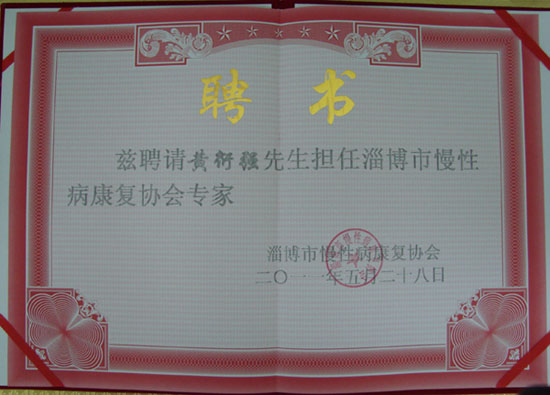 聘书
兹聘请黄衍强先生担任淄博市慢性
病康复协会专家
淄博市慢性病康复协会
二〇一一年五月二十八日